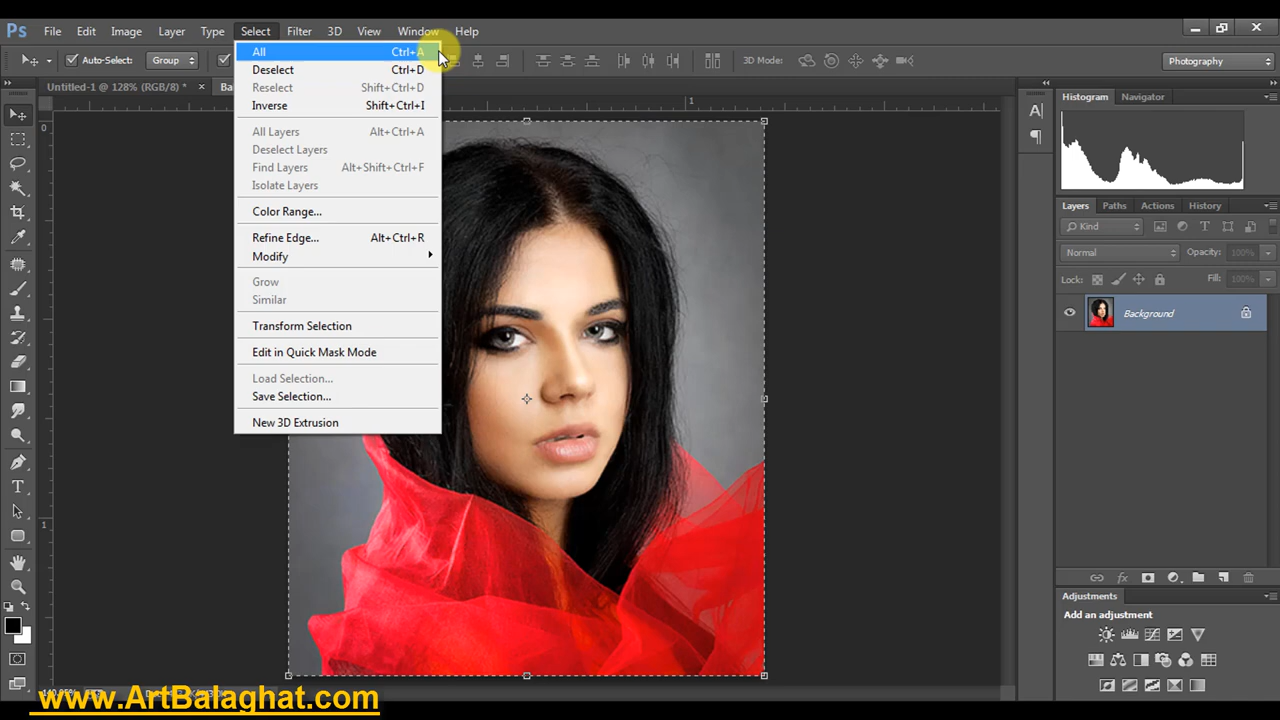 Ps File Edit Image Layer Type Select Filter 3D View Window Help
Auto-Select: Group 3D Mode: Photography
Untitled-1 @ 128% (RGB/8) * × Ba
All Ctrl+A
Deselect Ctrl+D
Reselect Shift+Ctrl+D
Inverse Shift+Ctrl+I
All Layers Alt+Ctrl+A
Deselect Layers
Find Layers Alt+Shift+Ctrl+F
Isolate Layers
Color Range...
Refine Edge... Alt+Ctrl+R
Modify
Grow
Similar
Transform Selection
Edit in Quick Mask Mode
Load Selection...
Save Selection...
New 3D Extrusion
0
1
1
Histogram Navigator
Layers Paths Actions History
Kind
Normal Opacity: 100%
Lock: Fill: 100%
Background
Adjustments
Add an adjustment
www.ArtBalaghat.com